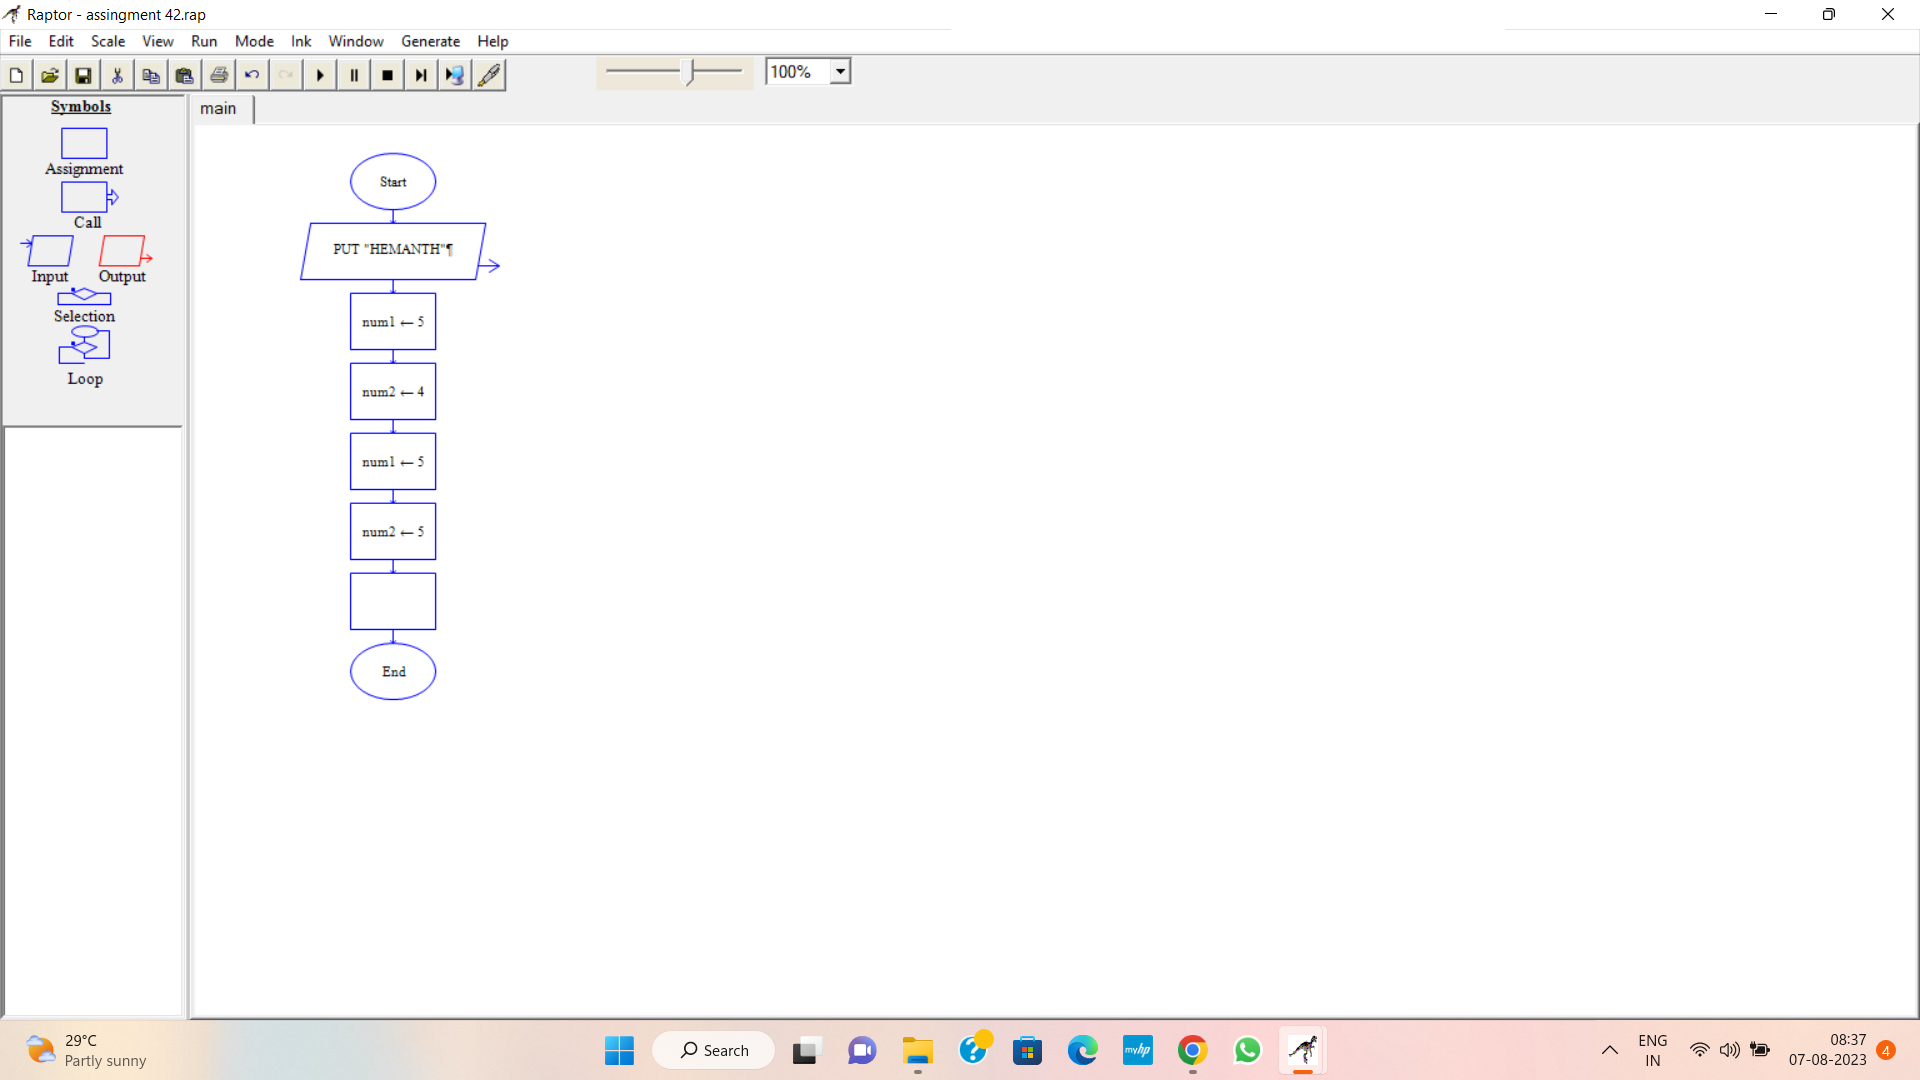 Raptor - assingment 42.rap
File Edit Scale View Run Mode Ink Window Generate Help
100%
Symbols
Assignment
Call
Input Output
Selection
Loop
main
Start
PUT "HEMANTH"¶
num1 ← 5
num2 ← 4
num1 ← 5
num2 ← 5
End
29°C
Partly sunny
Search
myhp
ENG
IN
08:37
07-08-2023
4